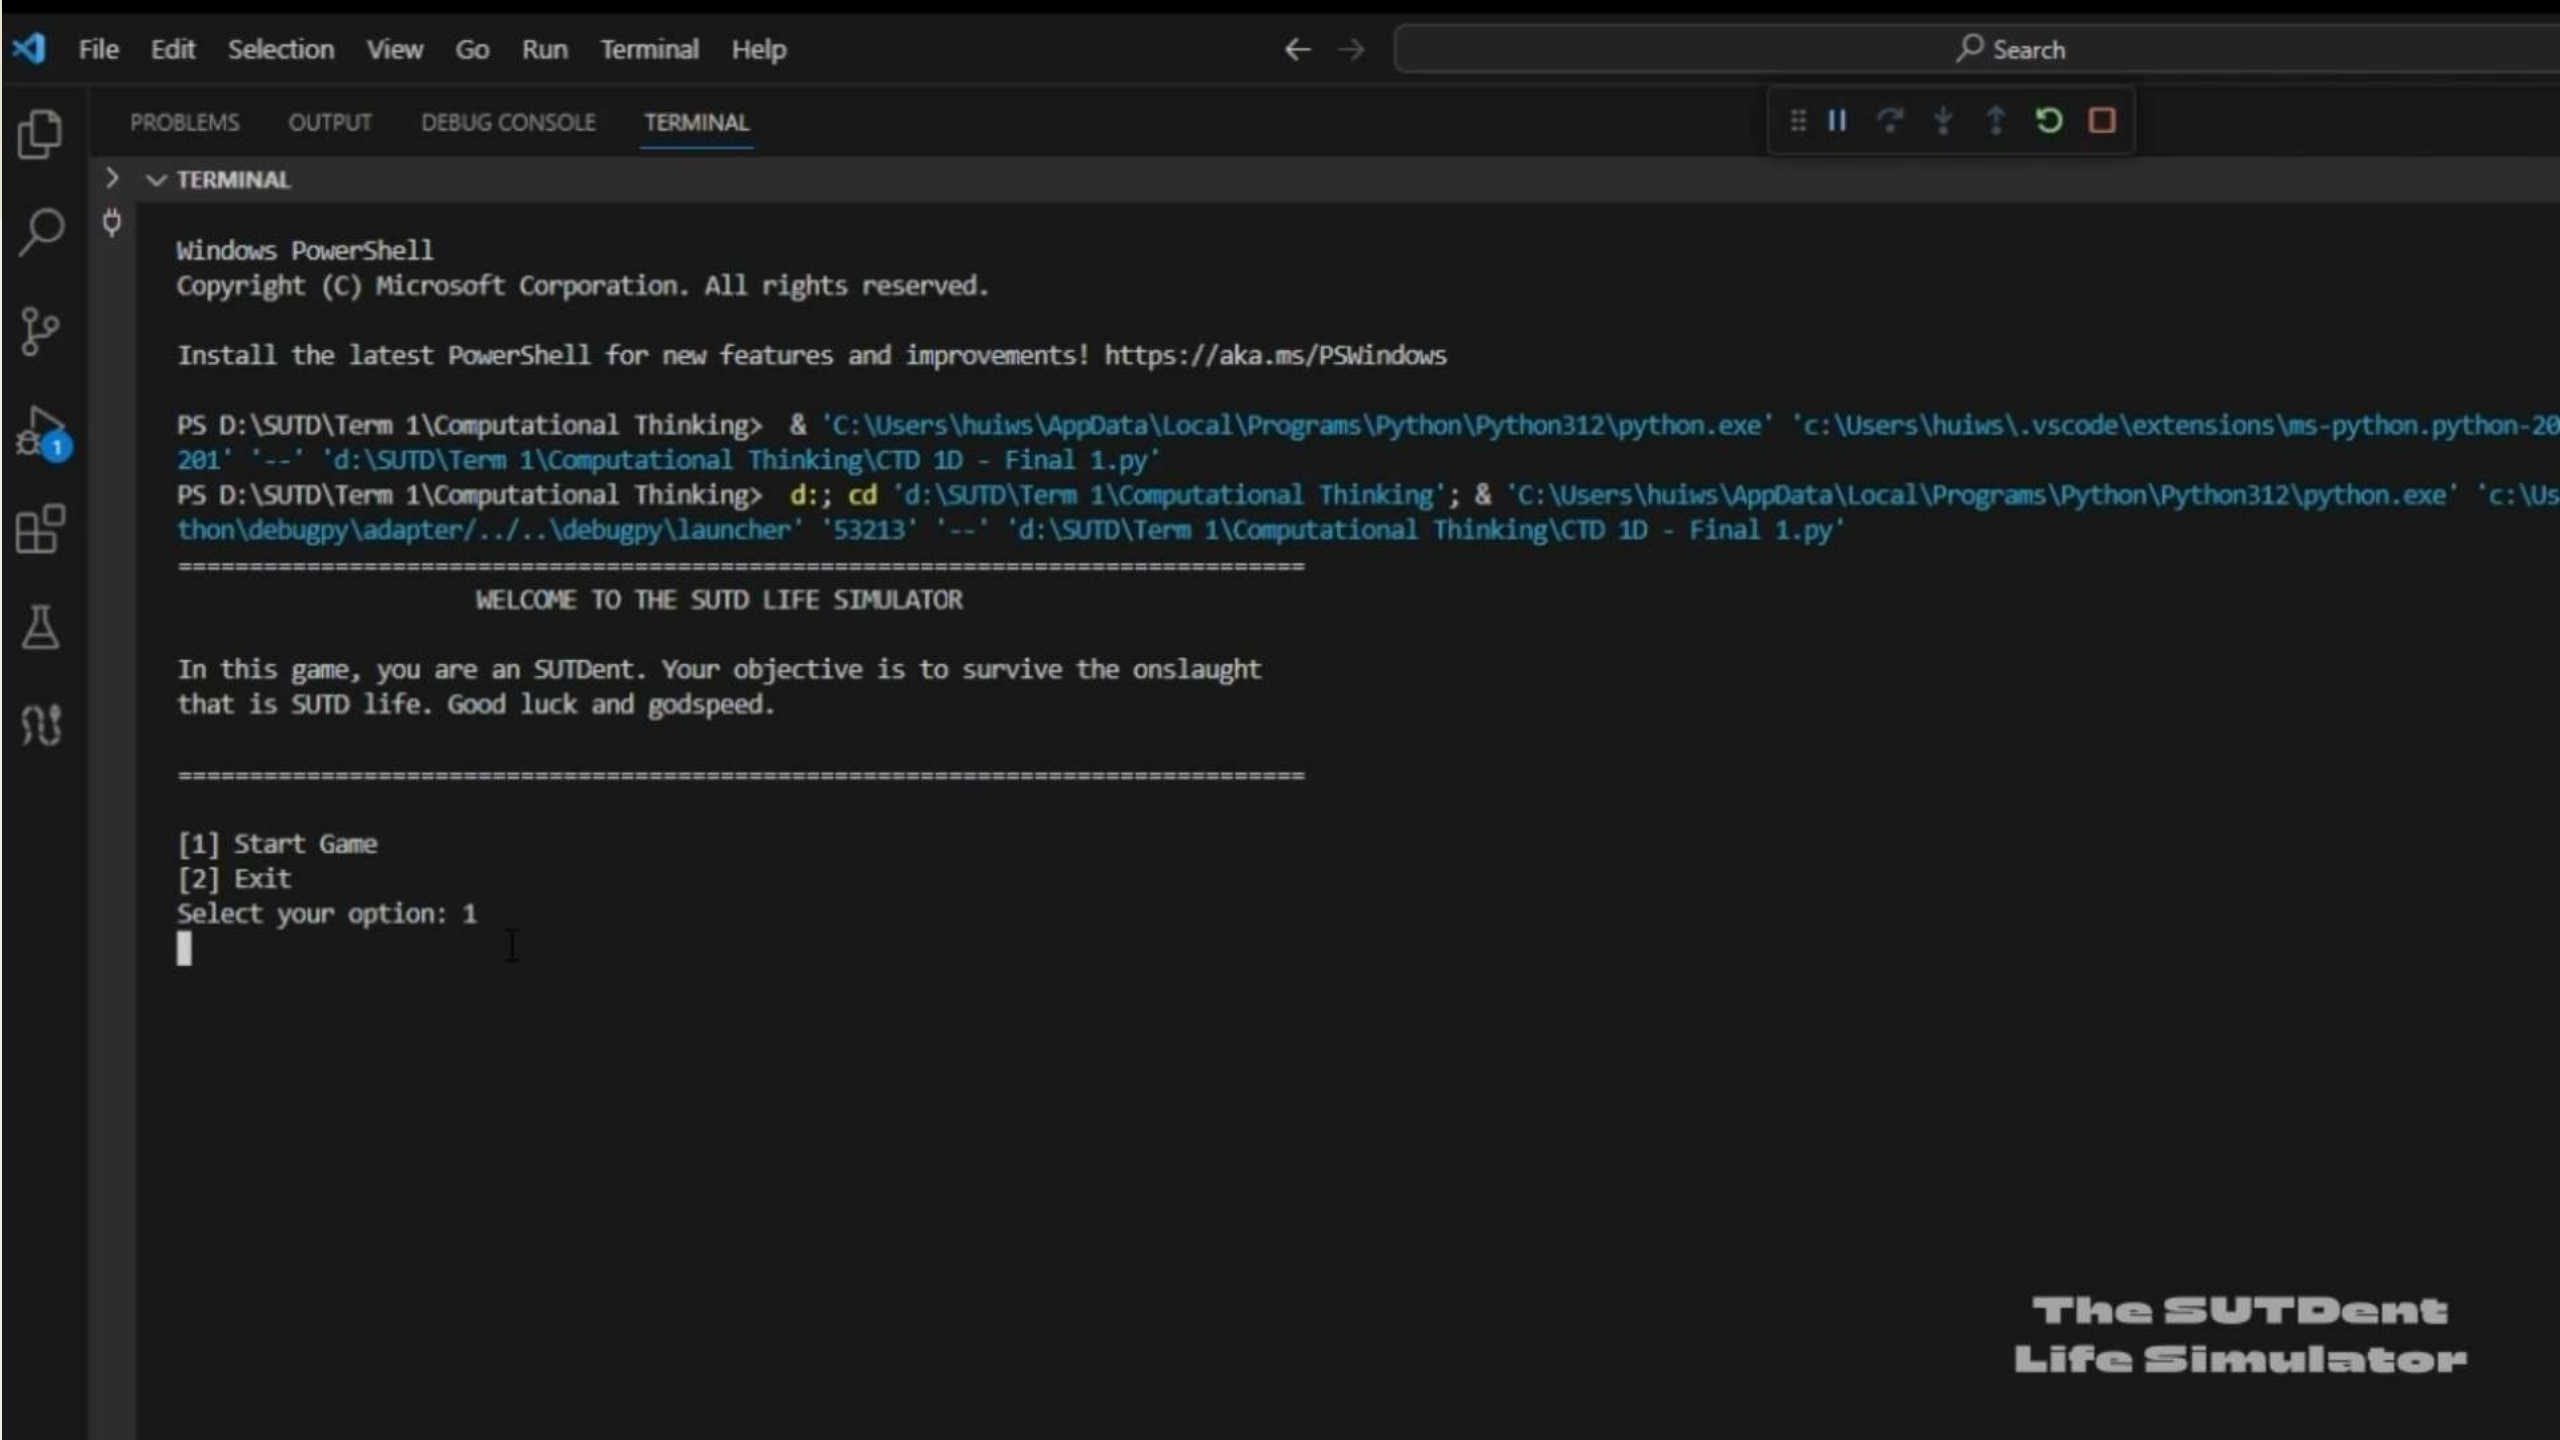 File Edit Selection View Go Run Terminal Help Search
PROBLEMS OUTPUT DEBUG CONSOLE TERMINAL
TERMINAL
Windows PowerShell
Copyright (C) Microsoft Corporation. All rights reserved.
Install the latest PowerShell for new features and improvements! https://aka.ms/PSWindows
PS D:\SUTD\Term 1\Computational Thinking>  & 'C:\Users\huiws\AppData\Local\Programs\Python\Python312\python.exe' 'c:\Users\huiws\.vscode\extensions\ms-python.python-20
201' '--' 'd:\SUTD\Term 1\Computational Thinking\CTD 1D - Final 1.py'
PS D:\SUTD\Term 1\Computational Thinking>  d:; cd 'd:\SUTD\Term 1\Computational Thinking'; & 'C:\Users\huiws\AppData\Local\Programs\Python\Python312\python.exe' 'c:\Us
thon\debugpy\adapter/../..\debugpy\launcher' '53213' '--' 'd:\SUTD\Term 1\Computational Thinking\CTD 1D - Final 1.py'
===============================================================================
WELCOME TO THE SUTD LIFE SIMULATOR
In this game, you are an SUTDent. Your objective is to survive the onslaught
that is SUTD life. Good luck and godspeed.
===============================================================================
[1] Start Game
[2] Exit
Select your option: 1
1
The SUTDent
Life Simulator